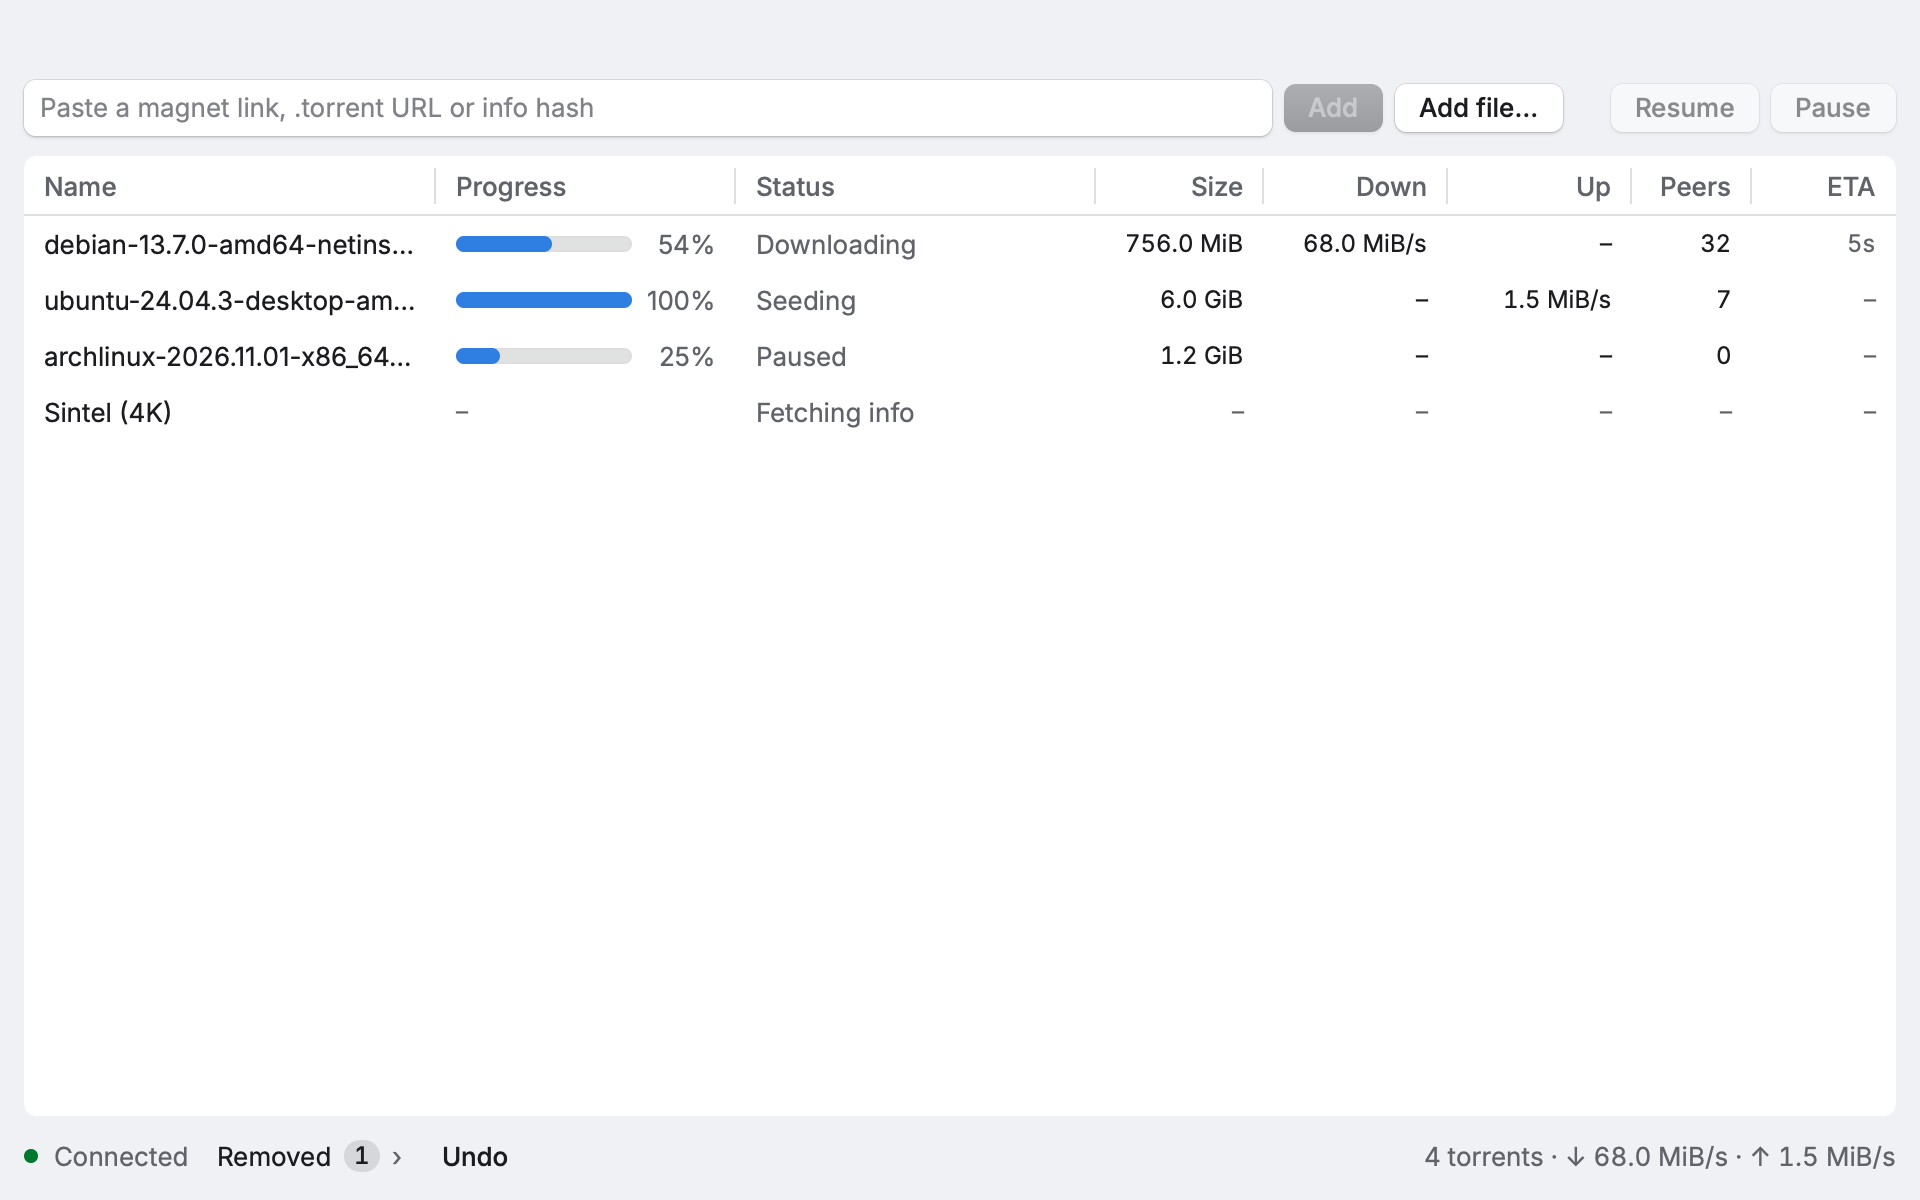 Paste a magnet link, .torrent URL or info hash Add Add file... Resume Pause
Name Progress Status Size Down Up Peers ETA
debian-13.7.0-amd64-netins... 54% Downloading 756.0 MiB 68.0 MiB/s – 32 5s
ubuntu-24.04.3-desktop-am... 100% Seeding 6.0 GiB – 1.5 MiB/s 7 –
archlinux-2026.11.01-x86_64... 25% Paused 1.2 GiB – – 0 –
Sintel (4K) – Fetching info – – – – –
Connected Removed 1 › Undo 4 torrents · ↓ 68.0 MiB/s · ↑ 1.5 MiB/s